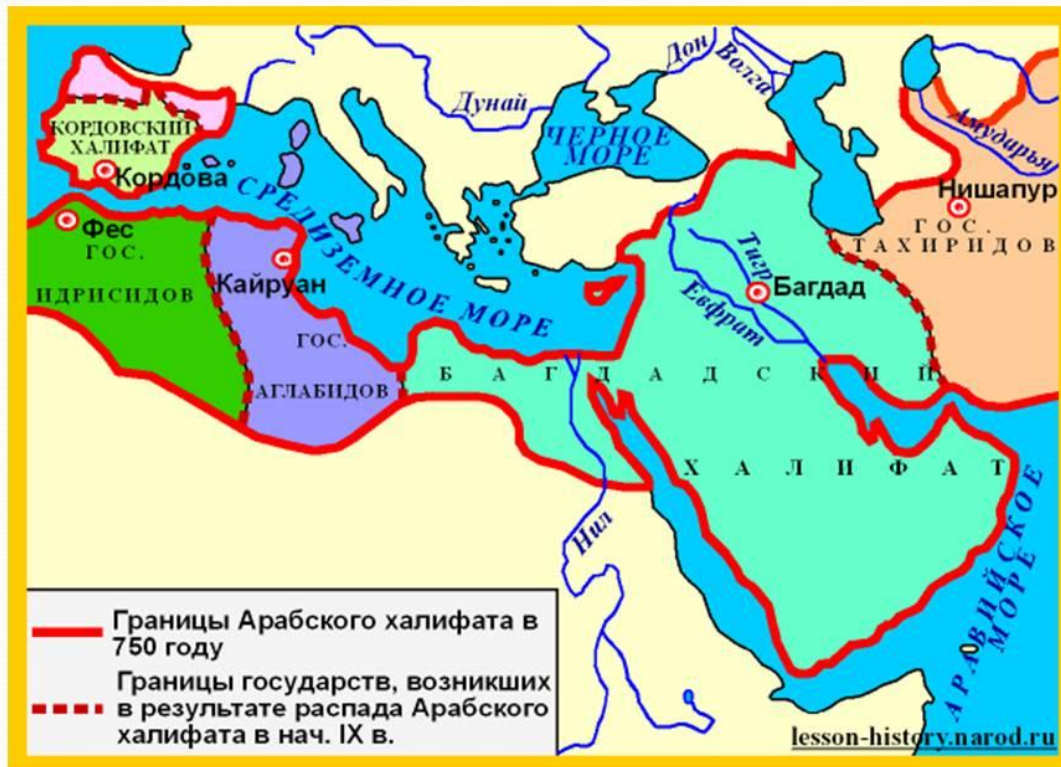 Дон
Волга
Дунай
ЧЕРНОЕ
МОРЕ
Амударья
КОРДОВСКИЙ
ХАЛИФАТ
Кордова
СРЕДИЗЕМНОЕ МОРЕ
Нишапур
ГОС.
ТАХИРИДОВ
Фес
ГОС.
ИДРИСИДОВ
Кайруан
ГОС.
АГЛАБИДОВ
Тигр
Багдад
Евфрат
БАГДАДСКИЙ
ХАЛИФАТ
Нил
АРАВИЙСКОЕ
МОРЕ
Границы Арабского халифата в
750 году
Границы государств, возникших
в результате распада Арабского
халифата в нач. IX в.
lesson-history.narod.ru